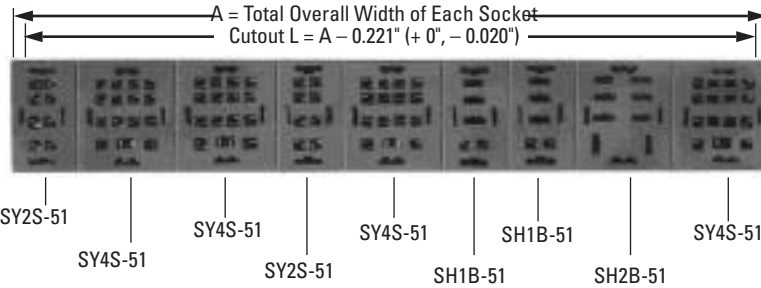 A = Total Overall Width of Each Socket
Cutout L = A – 0.221" (+ 0", – 0.020")
SY2S-51
SY4S-51
SY4S-51
SY2S-51
SY4S-51
SH1B-51
SH1B-51
SH2B-51
SY4S-51